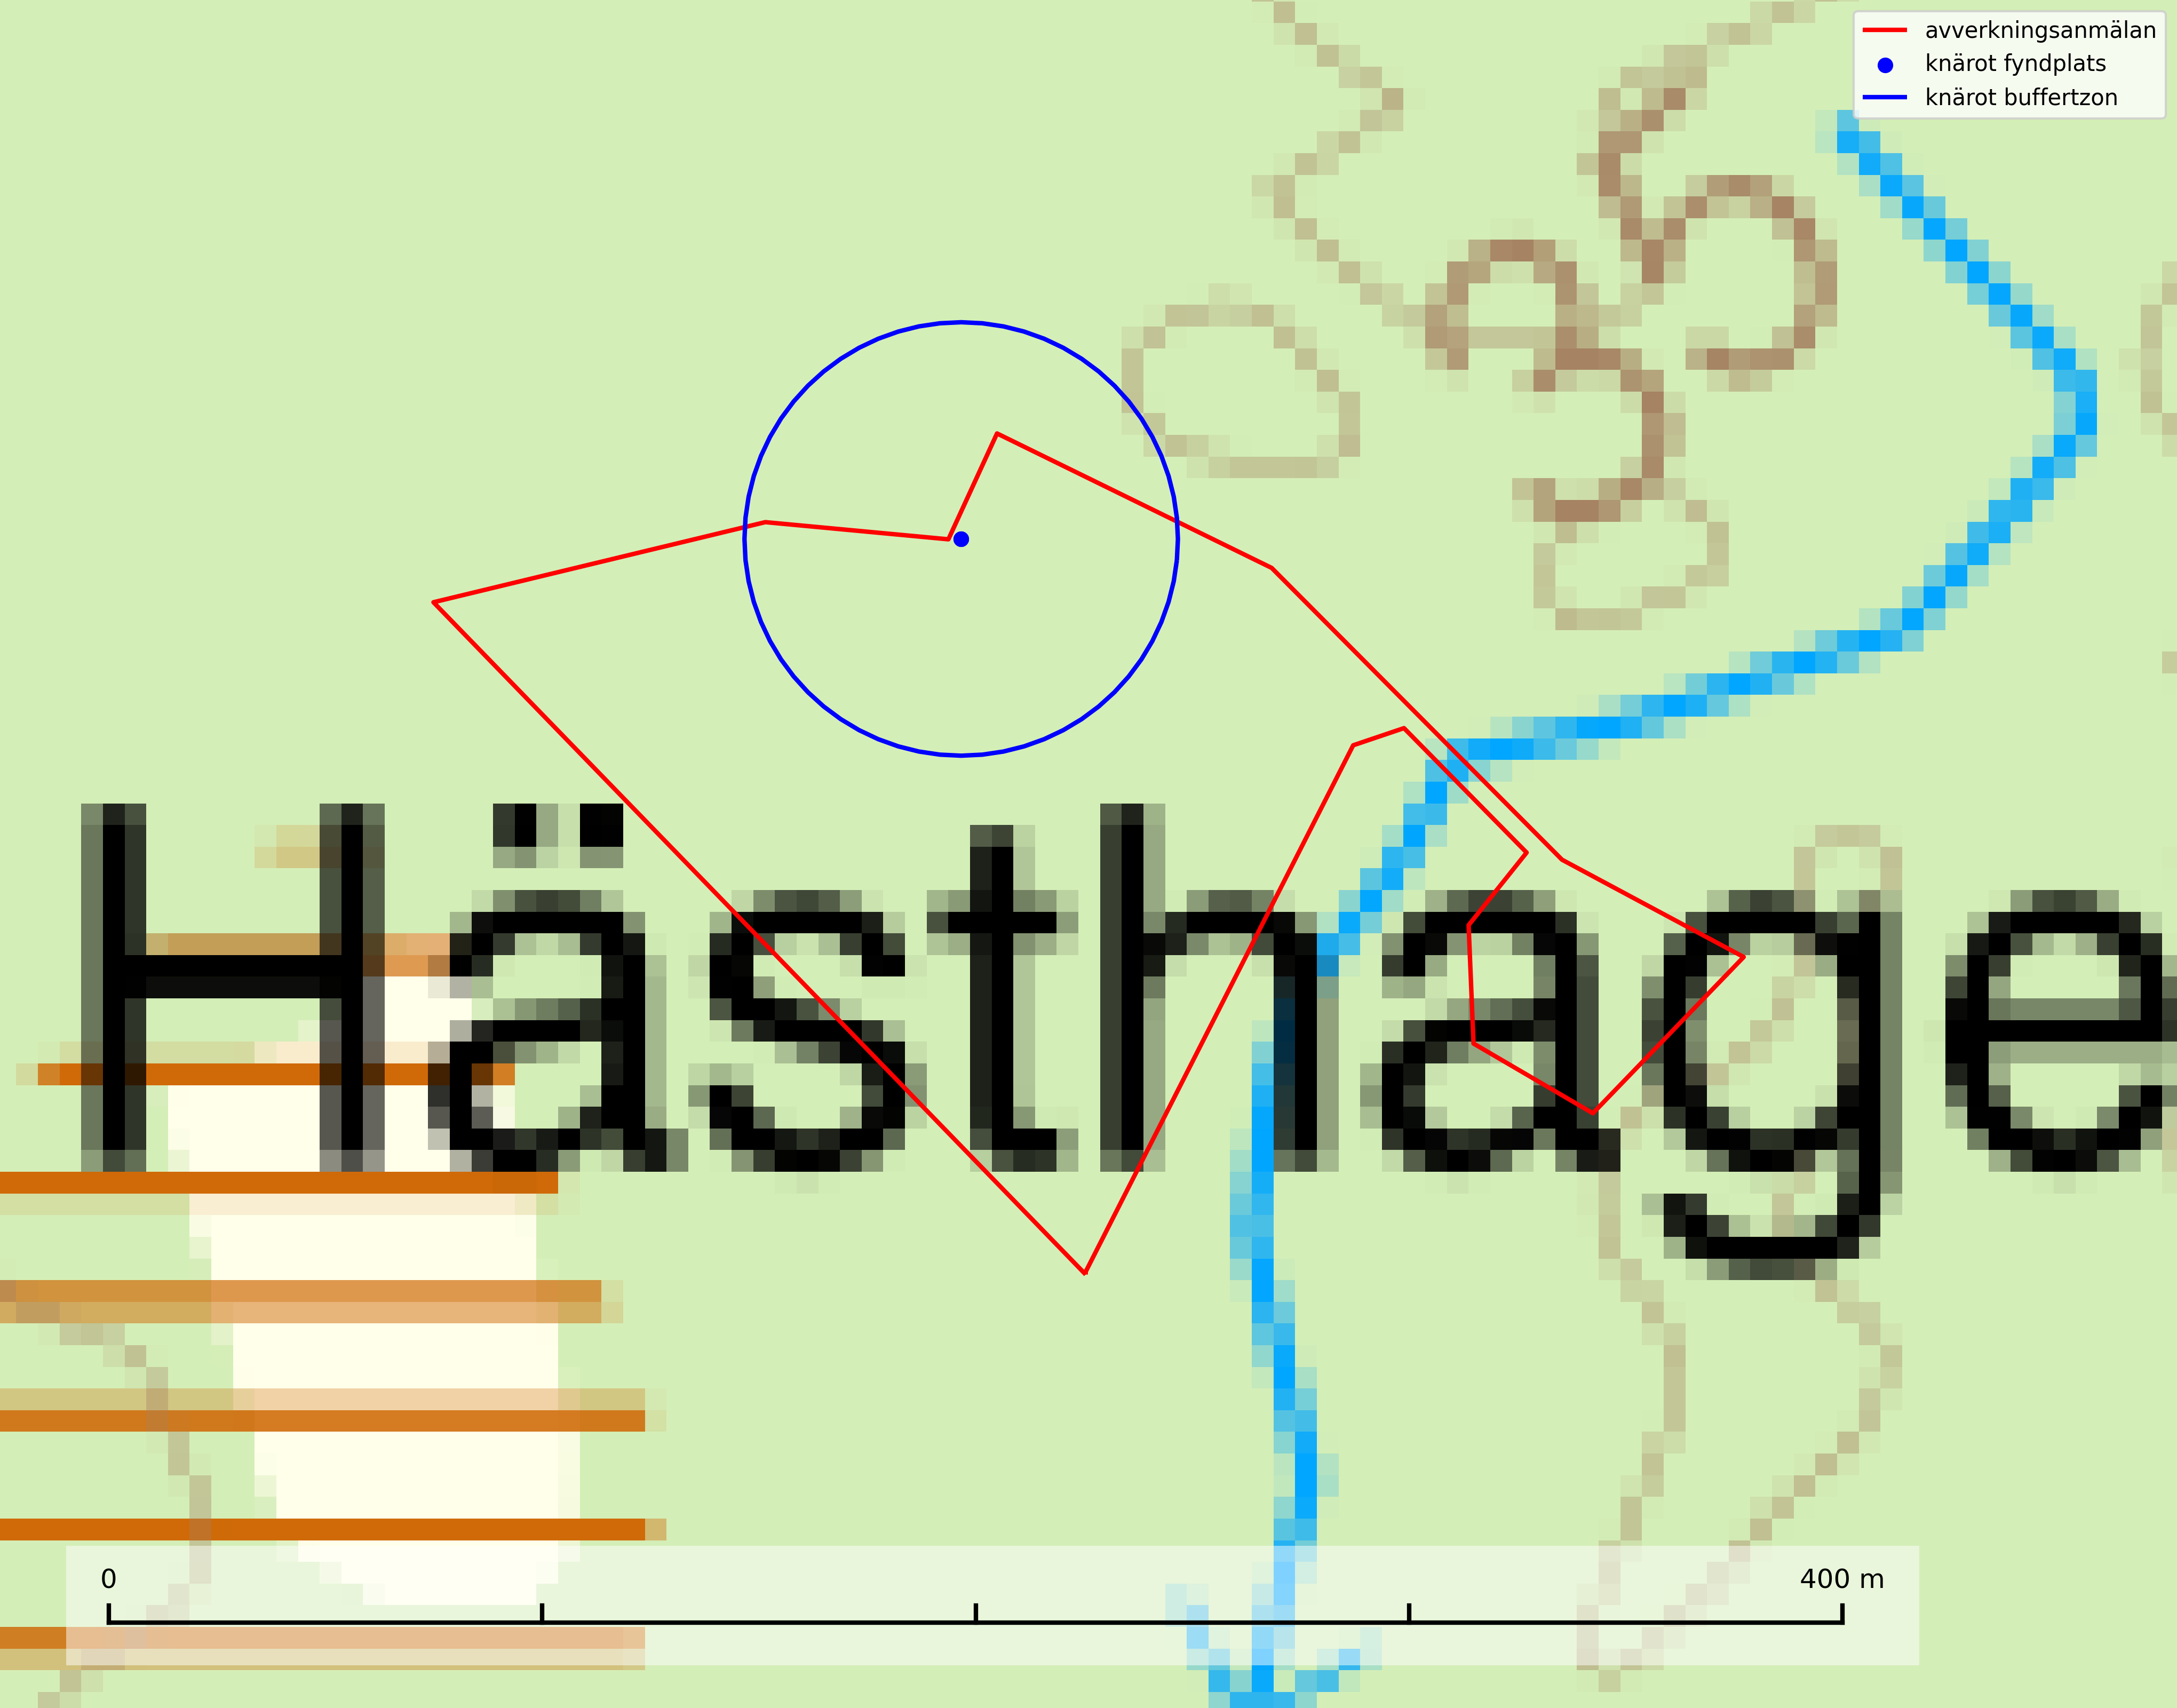 avverkningsanmälan
knärot fyndplats
knärot buffertzon
Hästhage
0 400 m